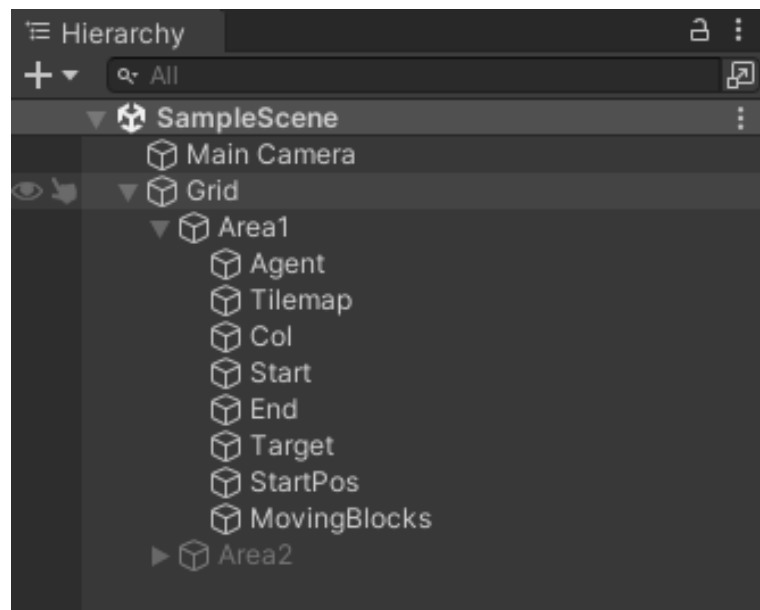 Hierarchy
All
SampleScene
Main Camera
Grid
Area1
Agent
Tilemap
Col
Start
End
Target
StartPos
MovingBlocks
Area2